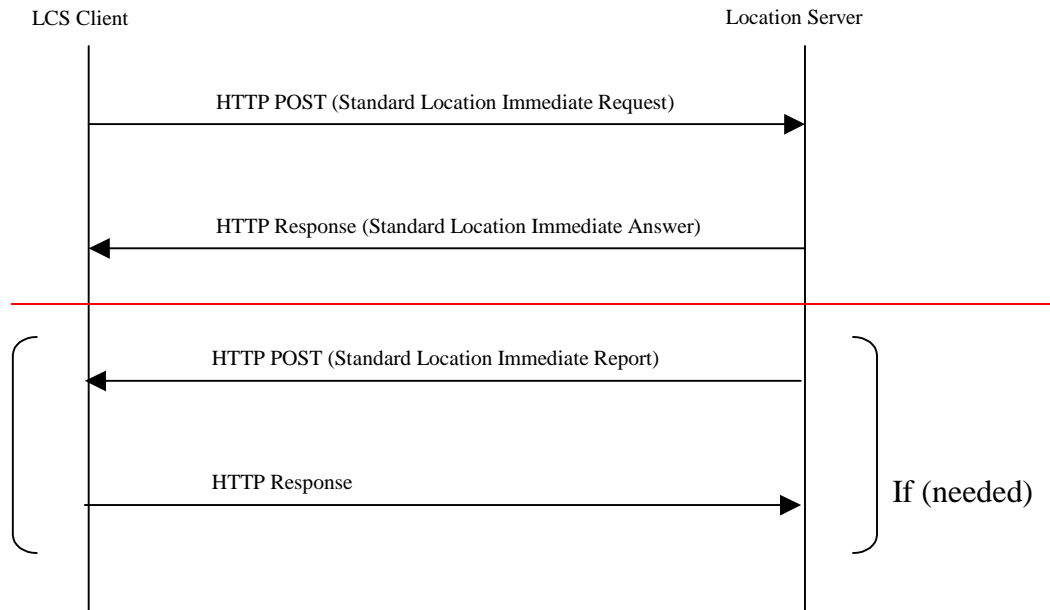 LCS Client
Location Server
HTTP POST (Standard Location Immediate Request)
HTTP Response (Standard Location Immediate Answer)
HTTP POST (Standard Location Immediate Report)
HTTP Response
If (needed)